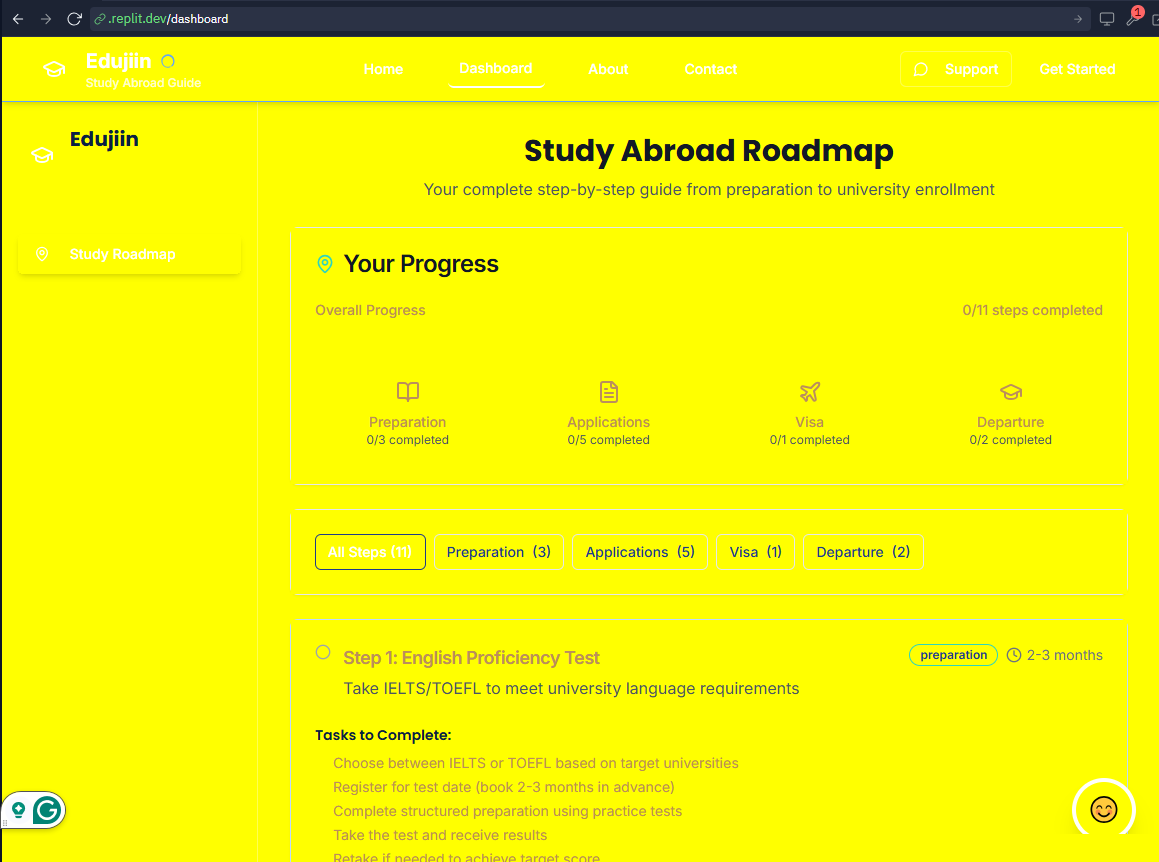 .replit.dev/dashboard
1
Edujiin
Study Abroad Guide
Home
Dashboard
About
Contact
Support
Get Started
Edujiin
Study Roadmap
Study Abroad Roadmap
Your complete step-by-step guide from preparation to university enrollment
Your Progress
Overall Progress
0/11 steps completed
Preparation
0/3 completed
Applications
0/5 completed
Visa
0/1 completed
Departure
0/2 completed
All Steps (11)
Preparation (3)
Applications (5)
Visa (1)
Departure (2)
Step 1: English Proficiency Test
preparation
2-3 months
Take IELTS/TOEFL to meet university language requirements
Tasks to Complete:
Choose between IELTS or TOEFL based on target universities
Register for test date (book 2-3 months in advance)
Complete structured preparation using practice tests
Take the test and receive results
Retake if needed to achieve target score